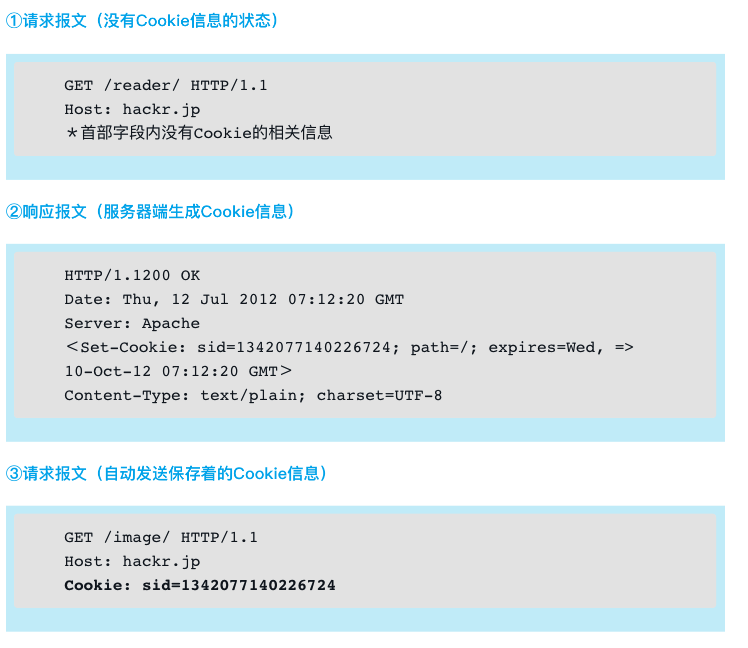 ①请求报文（没有Cookie信息的状态）
GET /reader/ HTTP/1.1
Host: hackr.jp
＊首部字段内没有Cookie的相关信息
②响应报文（服务器端生成Cookie信息）
HTTP/1.1200 OK
Date: Thu, 12 Jul 2012 07:12:20 GMT
Server: Apache
＜Set-Cookie: sid=1342077140226724; path=/; expires=Wed, =>
10-Oct-12 07:12:20 GMT＞
Content-Type: text/plain; charset=UTF-8
③请求报文（自动发送保存着的Cookie信息）
GET /image/ HTTP/1.1
Host: hackr.jp
Cookie: sid=1342077140226724